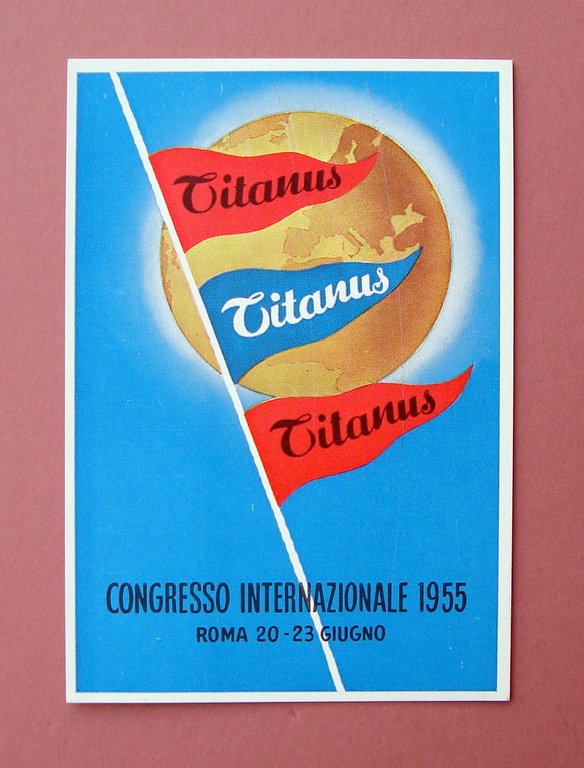 Titanus
Titanus
Titanus
CONGRESSO INTERNAZIONALE 1955
ROMA 20-23 GIUGNO